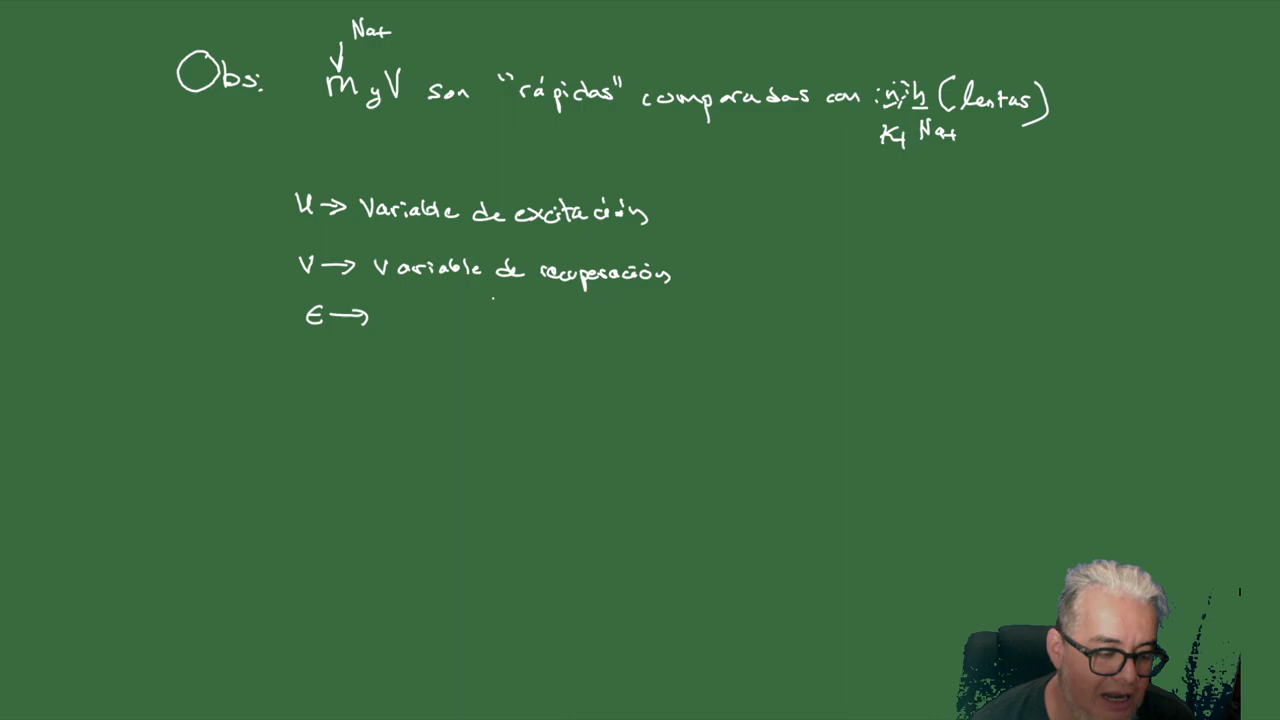 Na+
Obs: m y V son "rápidas" comparadas con : n, h (lentas)
K+ Na+
u → Variable de excitación
v → Variable de recuperación
ε →